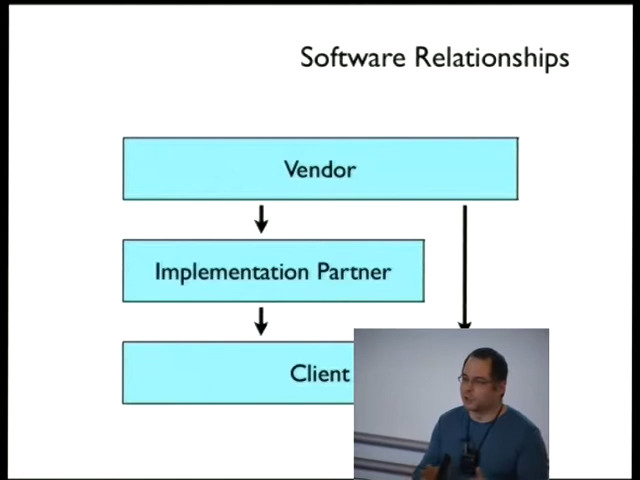 Software Relationships
Vendor
Implementation Partner
Client